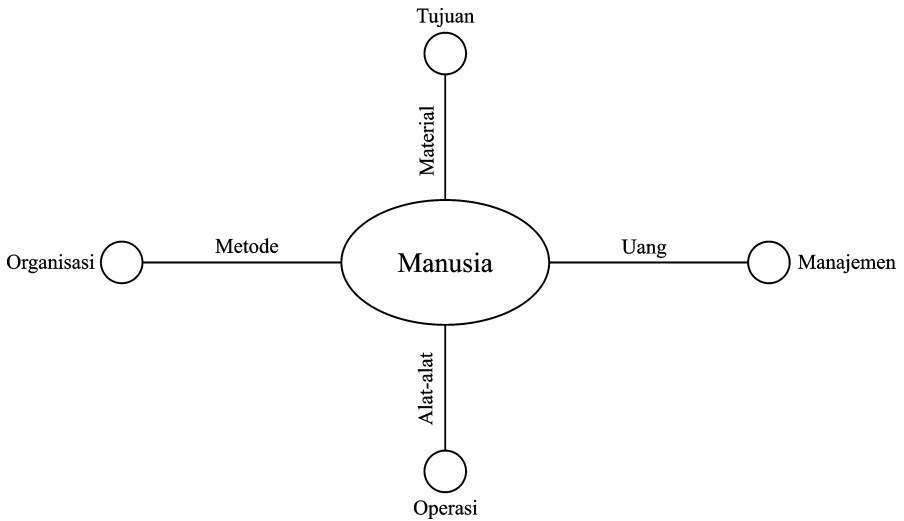 Tujuan
Material
Organisasi
Metode
Manusia
Uang
Manajemen
Alat-alat
Operasi